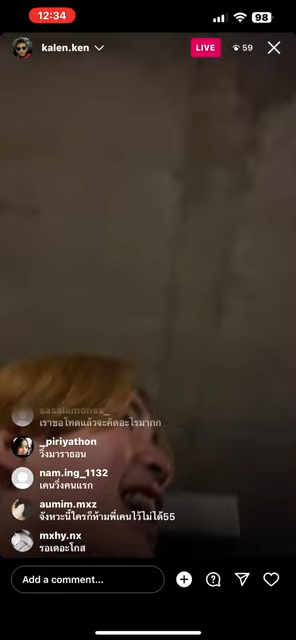 12:34
98
kalen.ken
LIVE
59
sasalamonss_
เราขอโทดแล้วจะคิดอะไรมากก
_piriyathon
วิ่งมาราธอน
nam.ing_1132
เคนวิ่งคนแรก
aumim.mxz
จังหวะนี้ใครก็ห้ามพี่เคนไว้ไม่ได้55
mxhy.nx
รอเดอะโกส
Add a comment...